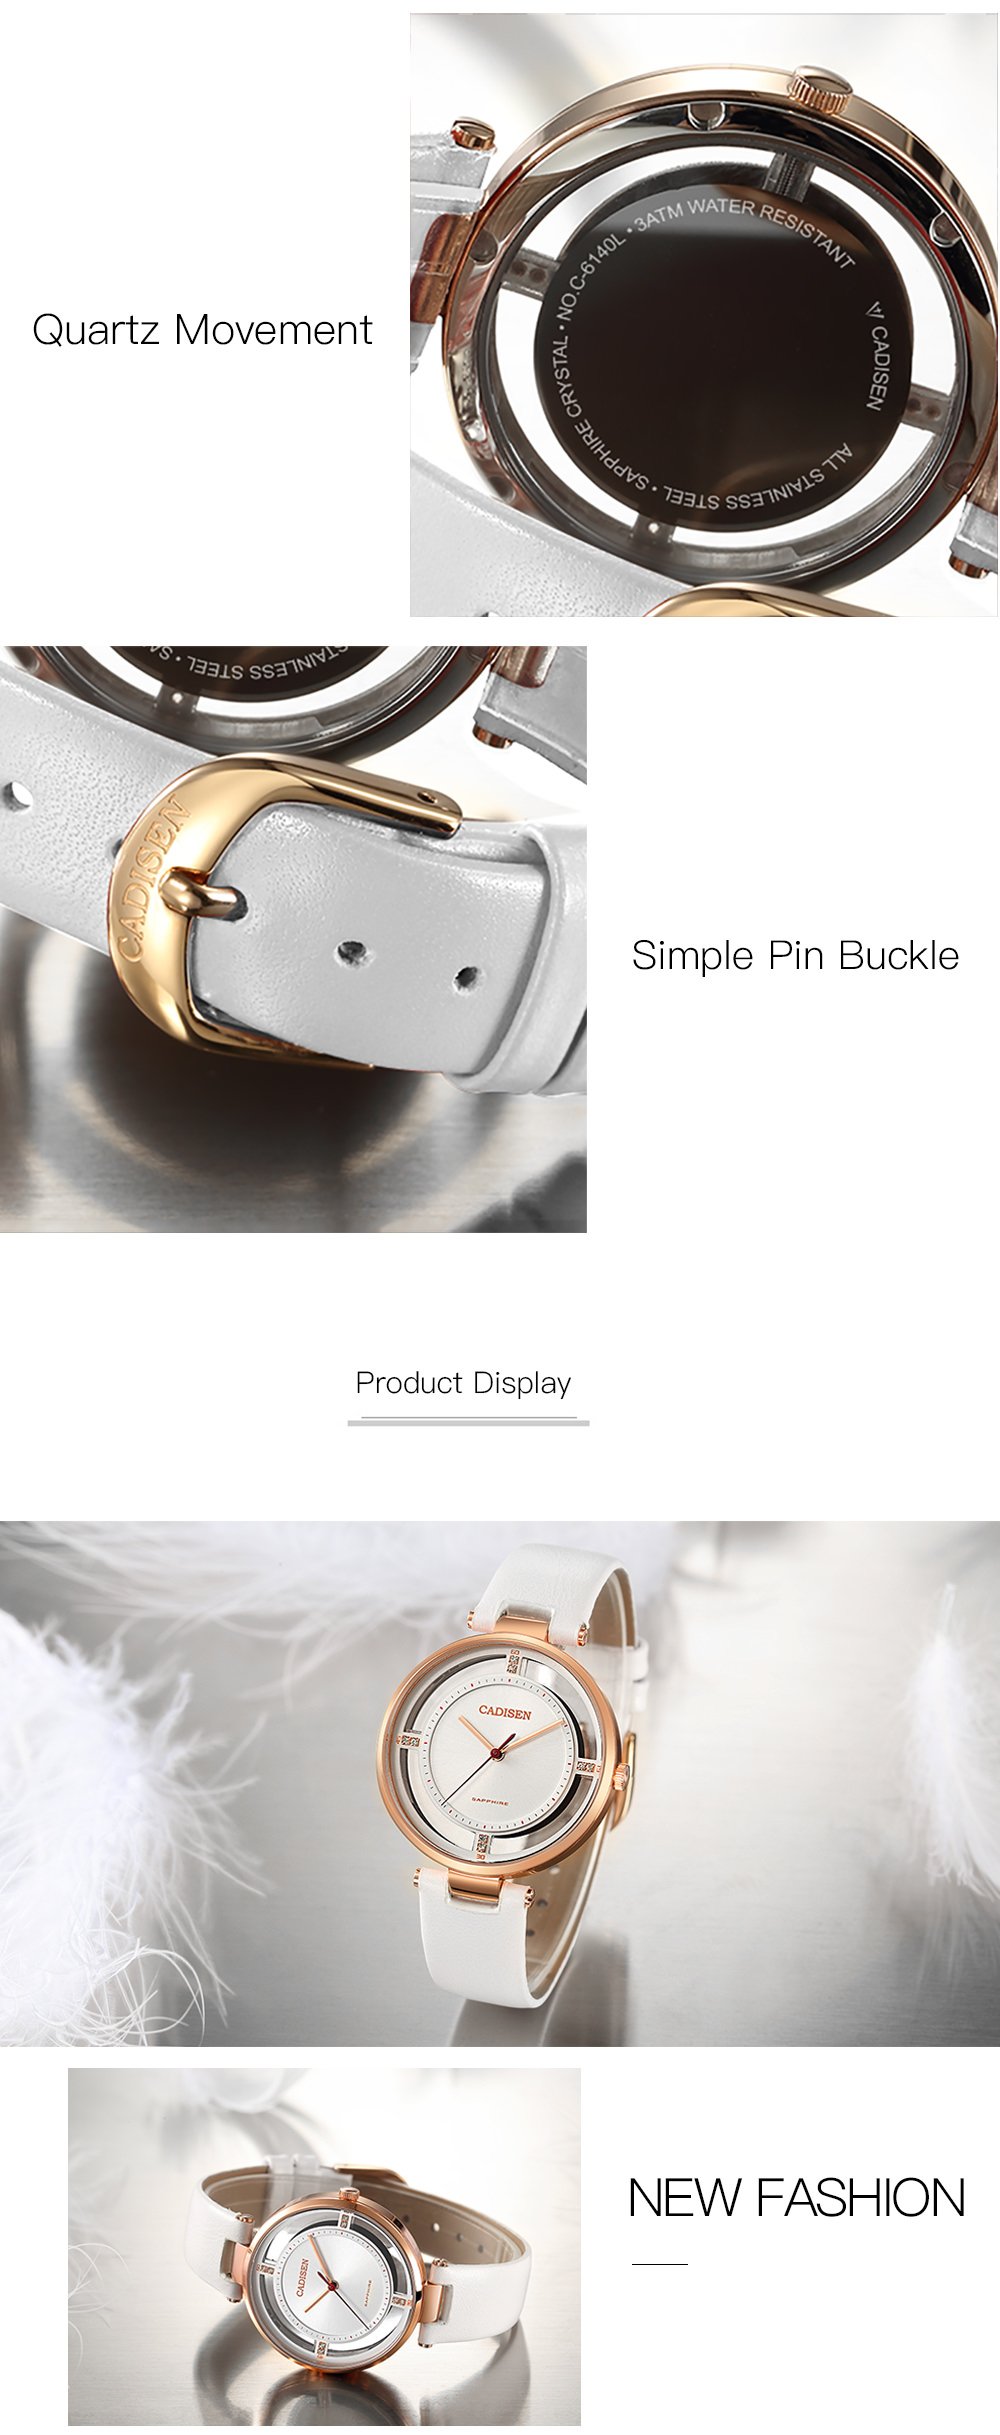 3ATM WATER RESISTANT
CADISEN
ALL STAINLESS STEEL • SAPPHIRE CRYSTAL • NO.C-6140L •
Quartz Movement
STAINLESS STEEL • SA
CADISEN
Simple Pin Buckle
Product Display
CADISEN
SAPPHIRE
NEW FASHION
CADISEN
SAPPHIRE